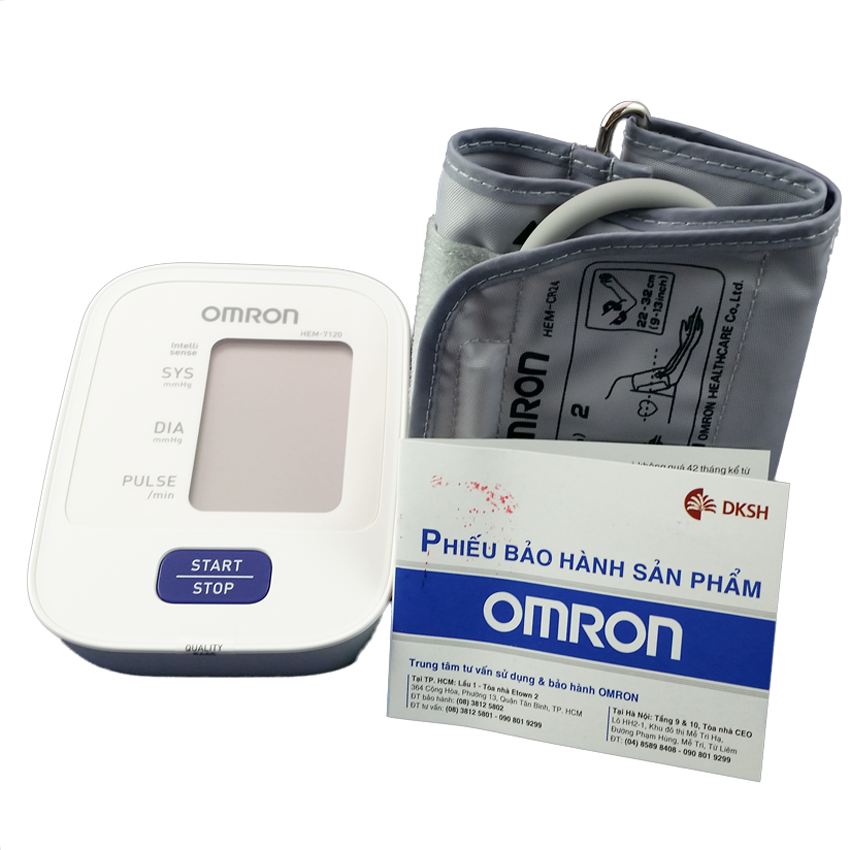 OMRON
HEM-7120
Intelli
sense
SYS
mmHg
DIA
mmHg
PULSE
/min
START
STOP
QUALITY
HEM-CR24
22-32 cm
(9-13inch)
2
OMRON HEALTHCARE Co., Ltd.
không quá 42 tháng kể từ
DKSH
PHIẾU BẢO HÀNH SẢN PHẨM
OMRON
Trung tâm tư vấn sử dụng & bảo hành OMRON
Tại TP. HCM: Lầu 1 - Tòa nhà Etown 2
364 Cộng Hòa, Phường 13, Quận Tân Bình, TP. HCM
ĐT bảo hành: (08) 3812 5802
ĐT tư vấn: (08) 3812 5801 - 090 801 9299
Tại Hà Nội: Tầng 9 & 10, Tòa nhà CEO
Lô HH2-1, Khu đô thị Mễ Trì Hạ,
Đường Phạm Hùng, Mễ Trì, Từ Liêm
ĐT: (04) 8589 8408 - 090 801 9299